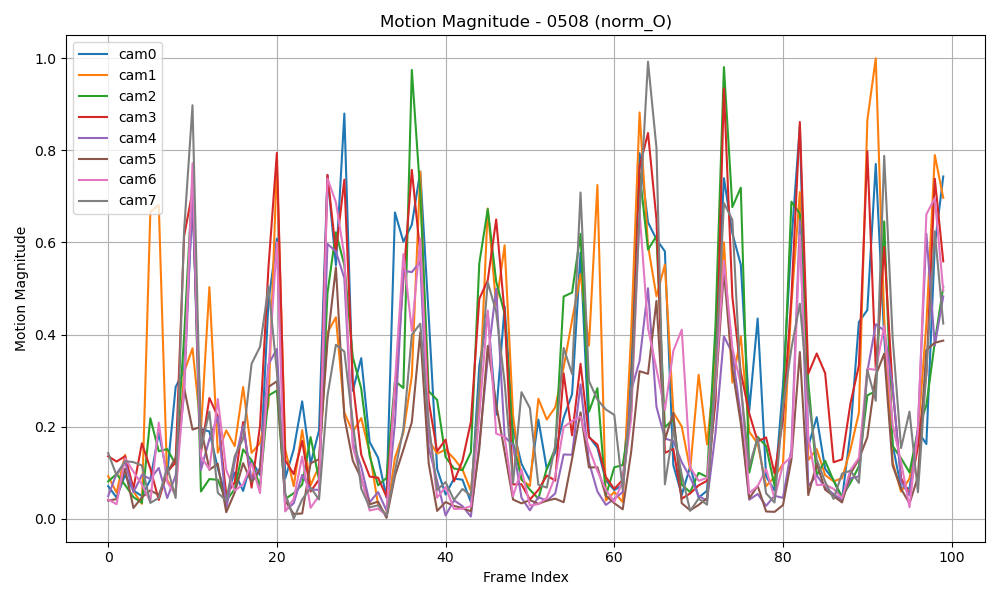 Motion Magnitude - 0508 (norm_O)
cam0
cam1
cam2
cam3
cam4
cam5
cam6
cam7
Motion Magnitude
1.0
0.8
0.6
0.4
0.2
0.0
0 20 40 60 80 100
Frame Index